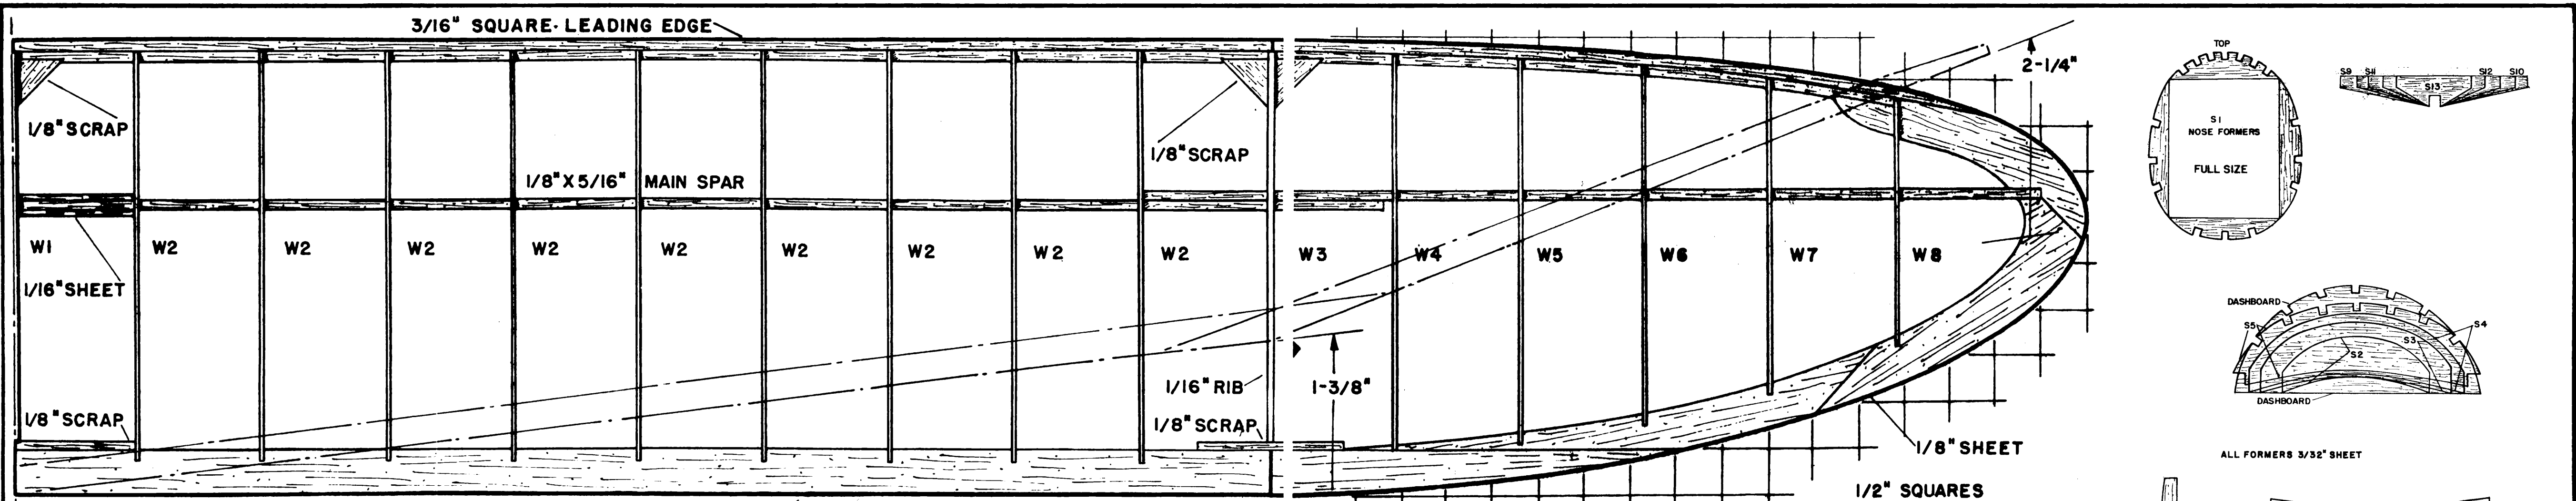 3/16" SQUARE. LEADING EDGE
2-1/4"
TOP
S9 S11 S13 S12 S10
1/8" SCRAP
1/8" SCRAP
S1
NOSE FORMERS
FULL SIZE
1/8" X 5/16" MAIN SPAR
W1 W2 W2 W2 W2 W2 W2 W2 W2 W2 W3 W4 W5 W6 W7 W8
1/16" SHEET
DASHBOARD
S5 S4
S3
S2
DASHBOARD
1/16" RIB
1-3/8"
1/8" SCRAP
1/8" SCRAP
1/8" SHEET
ALL FORMERS 3/32" SHEET
1/2" SQUARES